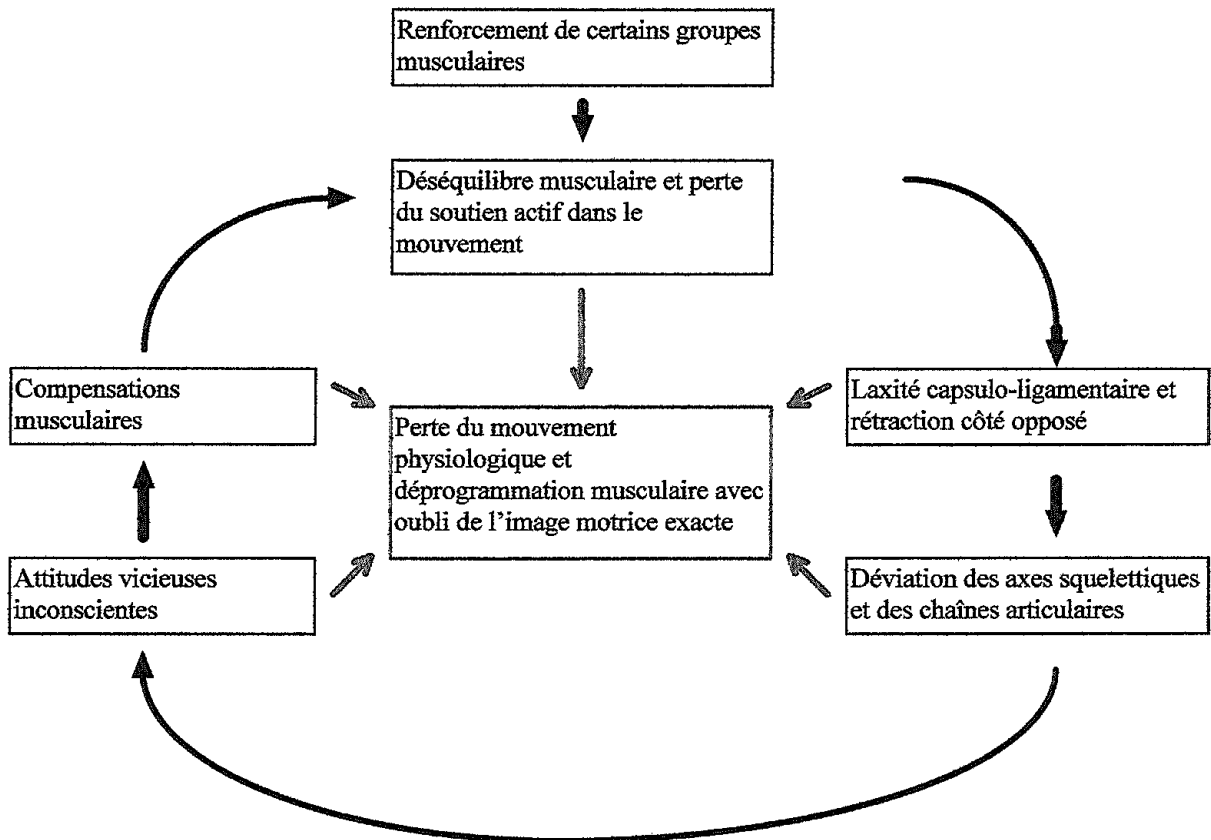 Renforcement de certains groupes
musculaires
Déséquilibre musculaire et perte
du soutien actif dans le
mouvement
Compensations
musculaires
Laxité capsulo-ligamentaire et
rétraction côté opposé
Perte du mouvement
physiologique et
déprogrammation musculaire avec
oubli de l'image motrice exacte
Attitudes vicieuses
inconscientes
Déviation des axes squelettiques
et des chaînes articulaires